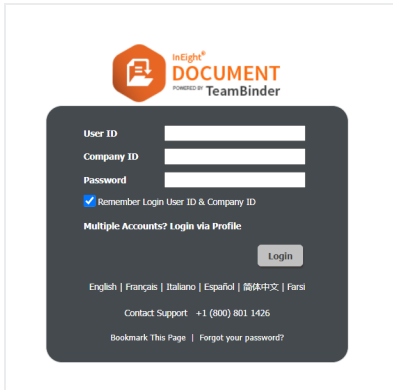 InEight®
DOCUMENT
POWERED BY TeamBinder
User ID
Company ID
Password
Remember Login User ID & Company ID
Multiple Accounts? Login via Profile
Login
English | Français | Italiano | Español | 简体中文 | Farsi
Contact Support +1 (800) 801 1426
Bookmark This Page | Forgot your password?